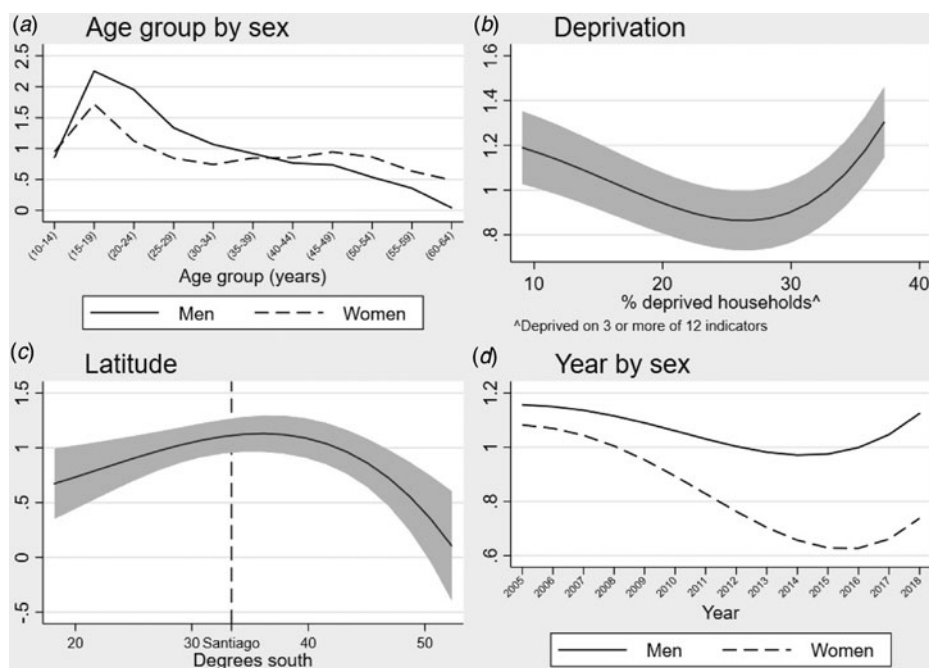 (a) Age group by sex
2.5
2
1.5
1
.5
0
(10-14) (15-19) (20-24) (25-29) (30-34) (35-39) (40-44) (45-49) (50-54) (55-59) (60-64)
Age group (years)
Men Women
(b) Deprivation
1.6
1.4
1.2
1
.8
10 20 30 40
% deprived households^
^Deprived on 3 or more of 12 indicators
(c) Latitude
1.5
1
.5
0
-.5
20 30 Santiago 40 50
Degrees south
(d) Year by sex
1.2
1
.8
.6
2005 2006 2007 2008 2009 2010 2011 2012 2013 2014 2015 2016 2017 2018
Year
Men Women